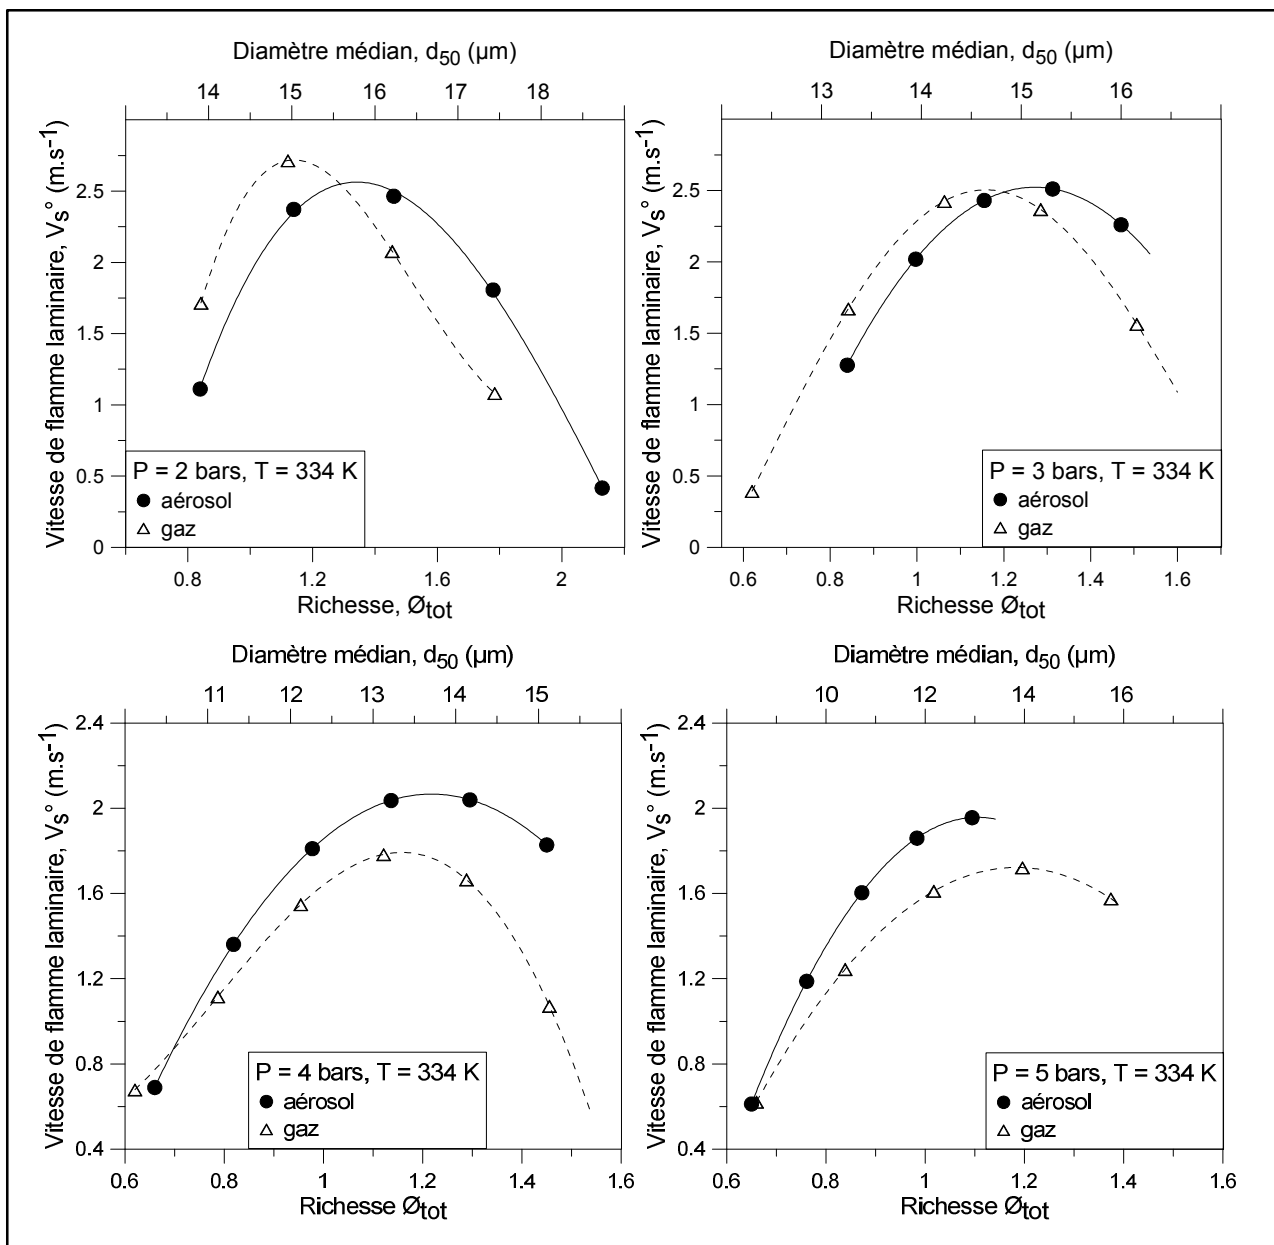 Diamètre médian, d50 (µm)
14 15 16 17 18
Vitesse de flamme laminaire, Vs° (m.s-1)
2.5
2
1.5
1
0.5
0
P = 2 bars, T = 334 K
aérosol
gaz
0.8 1.2 1.6 2
Richesse, Øtot
Diamètre médian, d50 (µm)
13 14 15 16
Vitesse de flamme laminaire, Vs° (m.s-1)
2.5
2
1.5
1
0.5
0
P = 3 bars, T = 334 K
aérosol
gaz
0.6 0.8 1 1.2 1.4 1.6
Richesse Øtot
Diamètre médian, d50 (µm)
11 12 13 14 15
Vitesse de flamme laminaire, Vs° (m.s-1)
2.4
2
1.6
1.2
0.8
0.4
P = 4 bars, T = 334 K
aérosol
gaz
0.6 0.8 1 1.2 1.4 1.6
Richesse Øtot
Diamètre médian, d50 (µm)
10 12 14 16
Vitesse de flamme laminaire, Vs° (m.s-1)
2.4
2
1.6
1.2
0.8
0.4
P = 5 bars, T = 334 K
aérosol
gaz
0.6 0.8 1 1.2 1.4 1.6
Richesse Øtot